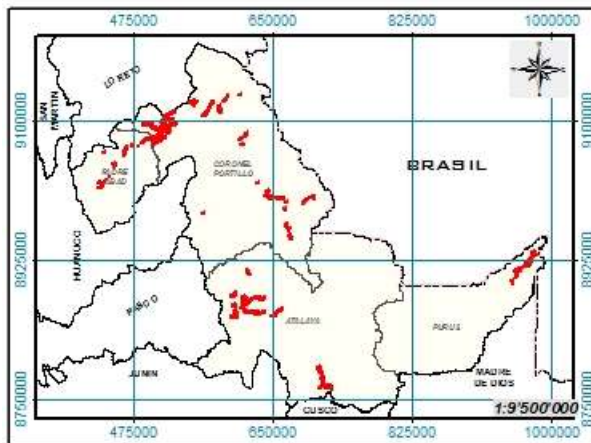 475000 650000 825000 1000000
9100000 9100000
8925000 8925000
8750000 8750000
LORETO
SAN MARTIN
BRASIL
CORONEL
PORTILLO
PADRE
ABAD
HUANUCO
PASCO
ATALAYA
PURUS
JUNIN
MADRE
DE DIOS
CUSCO
1:9'500'000
475000 650000 825000 1000000